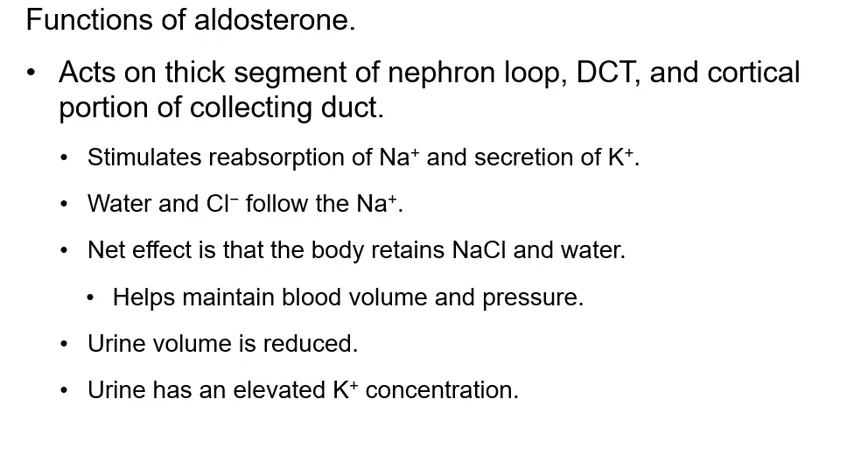 Functions of aldosterone.
• Acts on thick segment of nephron loop, DCT, and cortical
portion of collecting duct.
• Stimulates reabsorption of Na⁺ and secretion of K⁺.
• Water and Cl⁻ follow the Na⁺.
• Net effect is that the body retains NaCl and water.
• Helps maintain blood volume and pressure.
• Urine volume is reduced.
• Urine has an elevated K⁺ concentration.